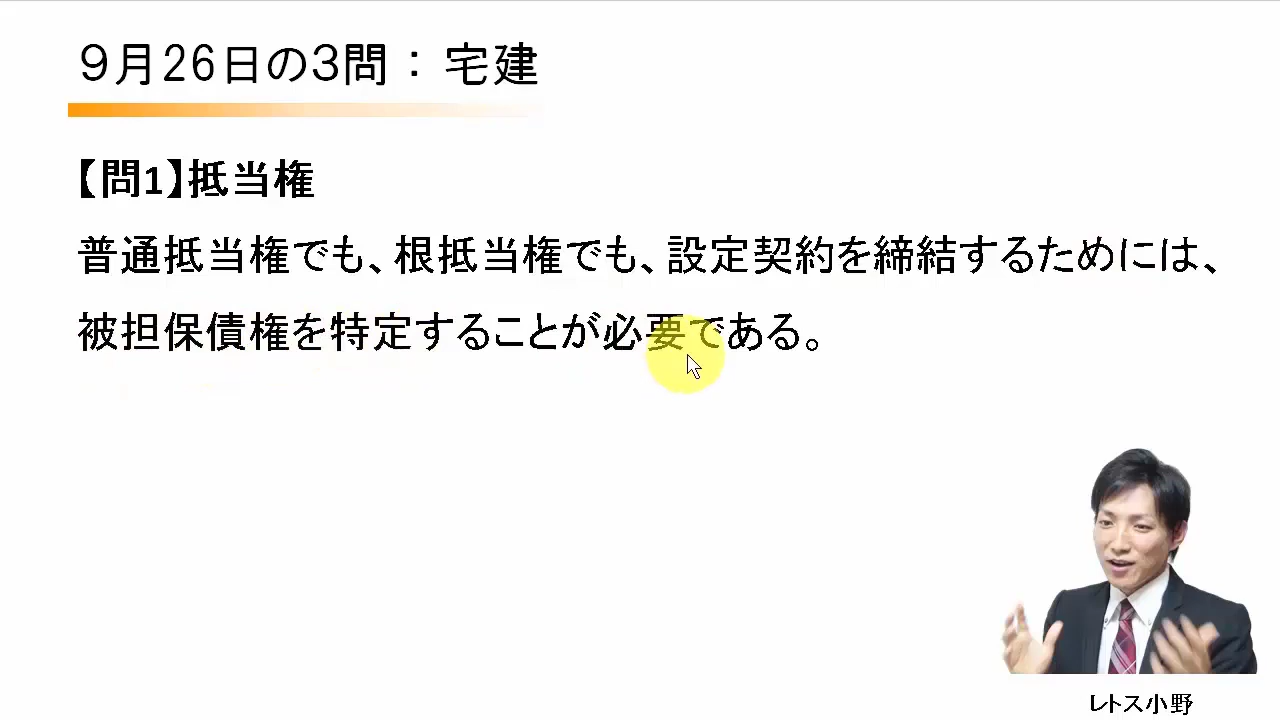 ９月26日の3問：宅建
【問1】抵当権
普通抵当権でも、根抵当権でも、設定契約を締結するためには、
被担保債権を特定することが必要である。
レトス小野